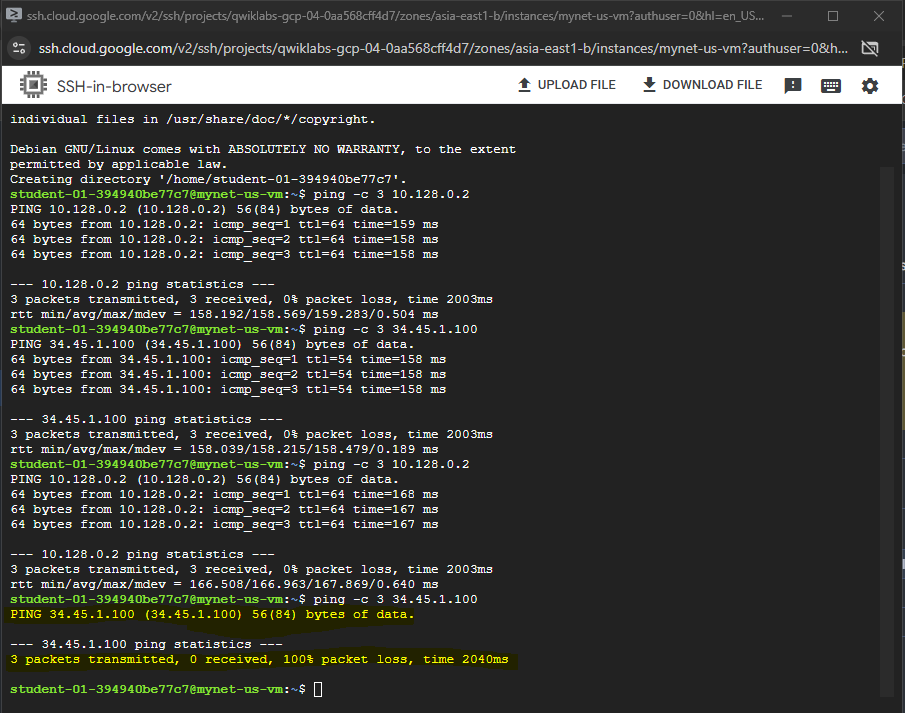 ssh.cloud.google.com/v2/ssh/projects/qwiklabs-gcp-04-0aa568cff4d7/zones/asia-east1-b/instances/mynet-us-vm?authuser=0&hl=en_US...
ssh.cloud.google.com/v2/ssh/projects/qwiklabs-gcp-04-0aa568cff4d7/zones/asia-east1-b/instances/mynet-us-vm?authuser=0&h...
SSH-in-browser UPLOAD FILE DOWNLOAD FILE
individual files in /usr/share/doc/*/copyright.
Debian GNU/Linux comes with ABSOLUTELY NO WARRANTY, to the extent
permitted by applicable law.
Creating directory '/home/student-01-394940be77c7'.
student-01-394940be77c7@mynet-us-vm:~$ ping -c 3 10.128.0.2
PING 10.128.0.2 (10.128.0.2) 56(84) bytes of data.
64 bytes from 10.128.0.2: icmp_seq=1 ttl=64 time=159 ms
64 bytes from 10.128.0.2: icmp_seq=2 ttl=64 time=158 ms
64 bytes from 10.128.0.2: icmp_seq=3 ttl=64 time=158 ms
--- 10.128.0.2 ping statistics ---
3 packets transmitted, 3 received, 0% packet loss, time 2003ms
rtt min/avg/max/mdev = 158.192/158.569/159.283/0.504 ms
student-01-394940be77c7@mynet-us-vm:~$ ping -c 3 34.45.1.100
PING 34.45.1.100 (34.45.1.100) 56(84) bytes of data.
64 bytes from 34.45.1.100: icmp_seq=1 ttl=54 time=158 ms
64 bytes from 34.45.1.100: icmp_seq=2 ttl=54 time=158 ms
64 bytes from 34.45.1.100: icmp_seq=3 ttl=54 time=158 ms
--- 34.45.1.100 ping statistics ---
3 packets transmitted, 3 received, 0% packet loss, time 2003ms
rtt min/avg/max/mdev = 158.039/158.215/158.479/0.189 ms
student-01-394940be77c7@mynet-us-vm:~$ ping -c 3 10.128.0.2
PING 10.128.0.2 (10.128.0.2) 56(84) bytes of data.
64 bytes from 10.128.0.2: icmp_seq=1 ttl=64 time=168 ms
64 bytes from 10.128.0.2: icmp_seq=2 ttl=64 time=167 ms
64 bytes from 10.128.0.2: icmp_seq=3 ttl=64 time=167 ms
--- 10.128.0.2 ping statistics ---
3 packets transmitted, 3 received, 0% packet loss, time 2003ms
rtt min/avg/max/mdev = 166.508/166.963/167.869/0.640 ms
student-01-394940be77c7@mynet-us-vm:~$ ping -c 3 34.45.1.100
PING 34.45.1.100 (34.45.1.100) 56(84) bytes of data.
--- 34.45.1.100 ping statistics ---
3 packets transmitted, 0 received, 100% packet loss, time 2040ms
student-01-394940be77c7@mynet-us-vm:~$